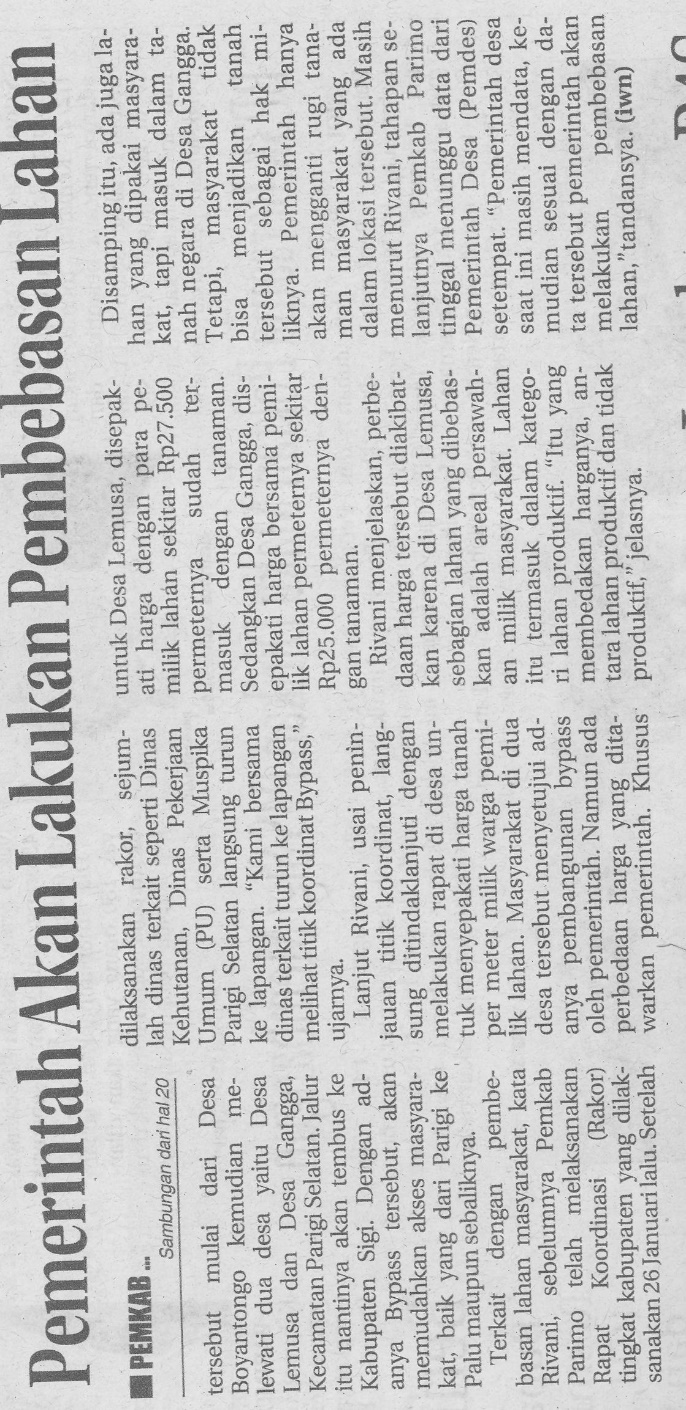 Pemerintah Akan Lakukan Pembebasan Lahan
PEMKAB ...
Sambungan dari hal 20
tersebut mulai dari Desa
Boyantongo kemudian me-
lewati dua desa yaitu Desa
Lemusa dan Desa Gangga,
Kecamatan Parigi Selatan. Jalur
itu nantinya akan tembus ke
Kabupaten Sigi. Dengan ad-
anya Bypass tersebut, akan
memudahkan akses masyara-
kat, baik yang dari Parigi ke
Palu maupun sebaliknya.
Terkait dengan pembe-
basan lahan masyarakat, kata
Rivani, sebelumnya Pemkab
Parimo telah melaksanakan
Rapat Koordinasi (Rakor)
tingkat kabupaten yang dilak-
sanakan 26 Januari lalu. Setelah
dilaksanakan rakor, sejum-
lah dinas terkait seperti Dinas
Kehutanan, Dinas Pekerjaan
Umum (PU) serta Muspika
Parigi Selatan langsung turun
ke lapangan. “Kami bersama
dinas terkait turun ke lapangan
melihat titik koordinat Bypass,”
ujarnya.
Lanjut Rivani, usai penin-
jauan titik koordinat, lang-
sung ditindaklanjuti dengan
melakukan rapat di desa un-
tuk menyepakati harga tanah
per meter milik warga pemi-
lik lahan. Masyarakat di dua
desa tersebut menyetujui ad-
anya pembangunan bypass
oleh pemerintah. Namun ada
perbedaan harga yang dita-
warkan pemerintah. Khusus
untuk Desa Lemusa, disepak-
ati harga dengan para pe-
milik lahan sekitar Rp27.500
permeternya sudah ter-
masuk dengan tanaman.
Sedangkan Desa Gangga, dis-
epakati harga bersama pemi-
lik lahan permeternya sekitar
Rp25.000 permeternya den-
gan tanaman.
Rivani menjelaskan, perbe-
daan harga tersebut diakibat-
kan karena di Desa Lemusa,
sebagian lahan yang dibebas-
kan adalah areal persawah-
an milik masyarakat. Lahan
itu termasuk dalam katego-
ri lahan produktif. “Itu yang
membedakan harganya, an-
tara lahan produktif dan tidak
produktif,” jelasnya.
Disamping itu, ada juga la-
han yang dipakai masyara-
kat, tapi masuk dalam ta-
nah negara di Desa Gangga.
Tetapi, masyarakat tidak
bisa menjadikan tanah
tersebut sebagai hak mi-
liknya. Pemerintah hanya
akan mengganti rugi tana-
man masyarakat yang ada
dalam lokasi tersebut. Masih
menurut Rivani, tahapan se-
lanjutnya Pemkab Parimo
tinggal menunggu data dari
Pemerintah Desa (Pemdes)
setempat. “Pemerintah desa
saat ini masih mendata, ke-
mudian sesuai dengan da-
ta tersebut pemerintah akan
melakukan pembebasan
lahan,”tandansya. (iwn)